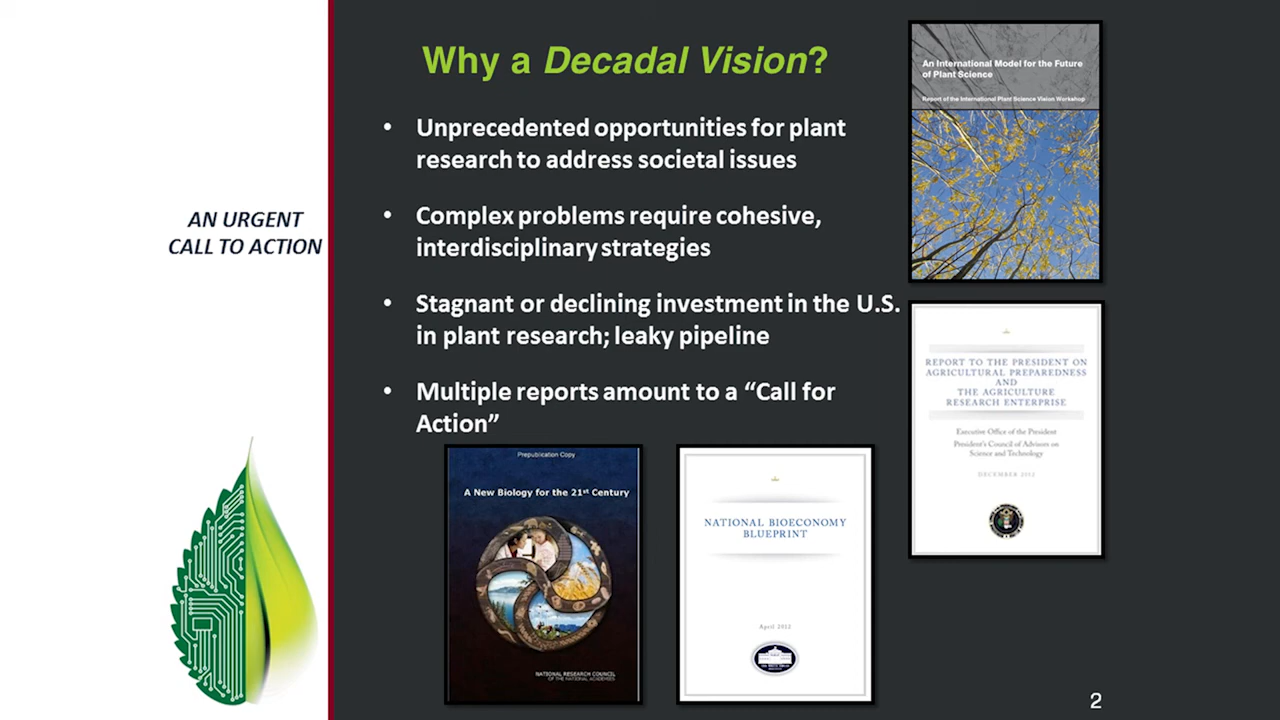 AN URGENT
CALL TO ACTION
Why a Decadal Vision?
• Unprecedented opportunities for plant
research to address societal issues
• Complex problems require cohesive,
interdisciplinary strategies
• Stagnant or declining investment in the U.S.
in plant research; leaky pipeline
• Multiple reports amount to a “Call for
Action”
An International Model for the Future
of Plant Science
Report of the International Plant Science Vision Workshop
REPORT TO THE PRESIDENT ON
AGRICULTURAL PREPAREDNESS
AND
THE AGRICULTURE
RESEARCH ENTERPRISE
Executive Office of the President
President's Council of Advisors on
Science and Technology
DECEMBER 2012
Prepublication Copy
A New Biology for the 21st Century
NATIONAL RESEARCH COUNCIL
OF THE NATIONAL ACADEMIES
NATIONAL BIOECONOMY
BLUEPRINT
April 2012
2